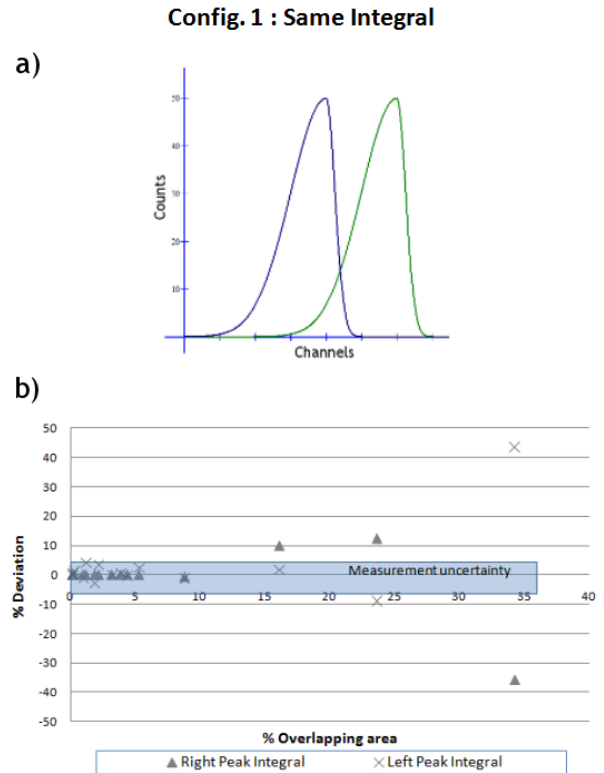 Config. 1 : Same Integral
a)
50
40
30
20
10
Counts
Channels
b)
50
40
30
20
10
0
-10
-20
-30
-40
-50
% Deviation
Measurement uncertainty
0 5 10 15 20 25 30 35 40
% Overlapping area
Right Peak Integral Left Peak Integral